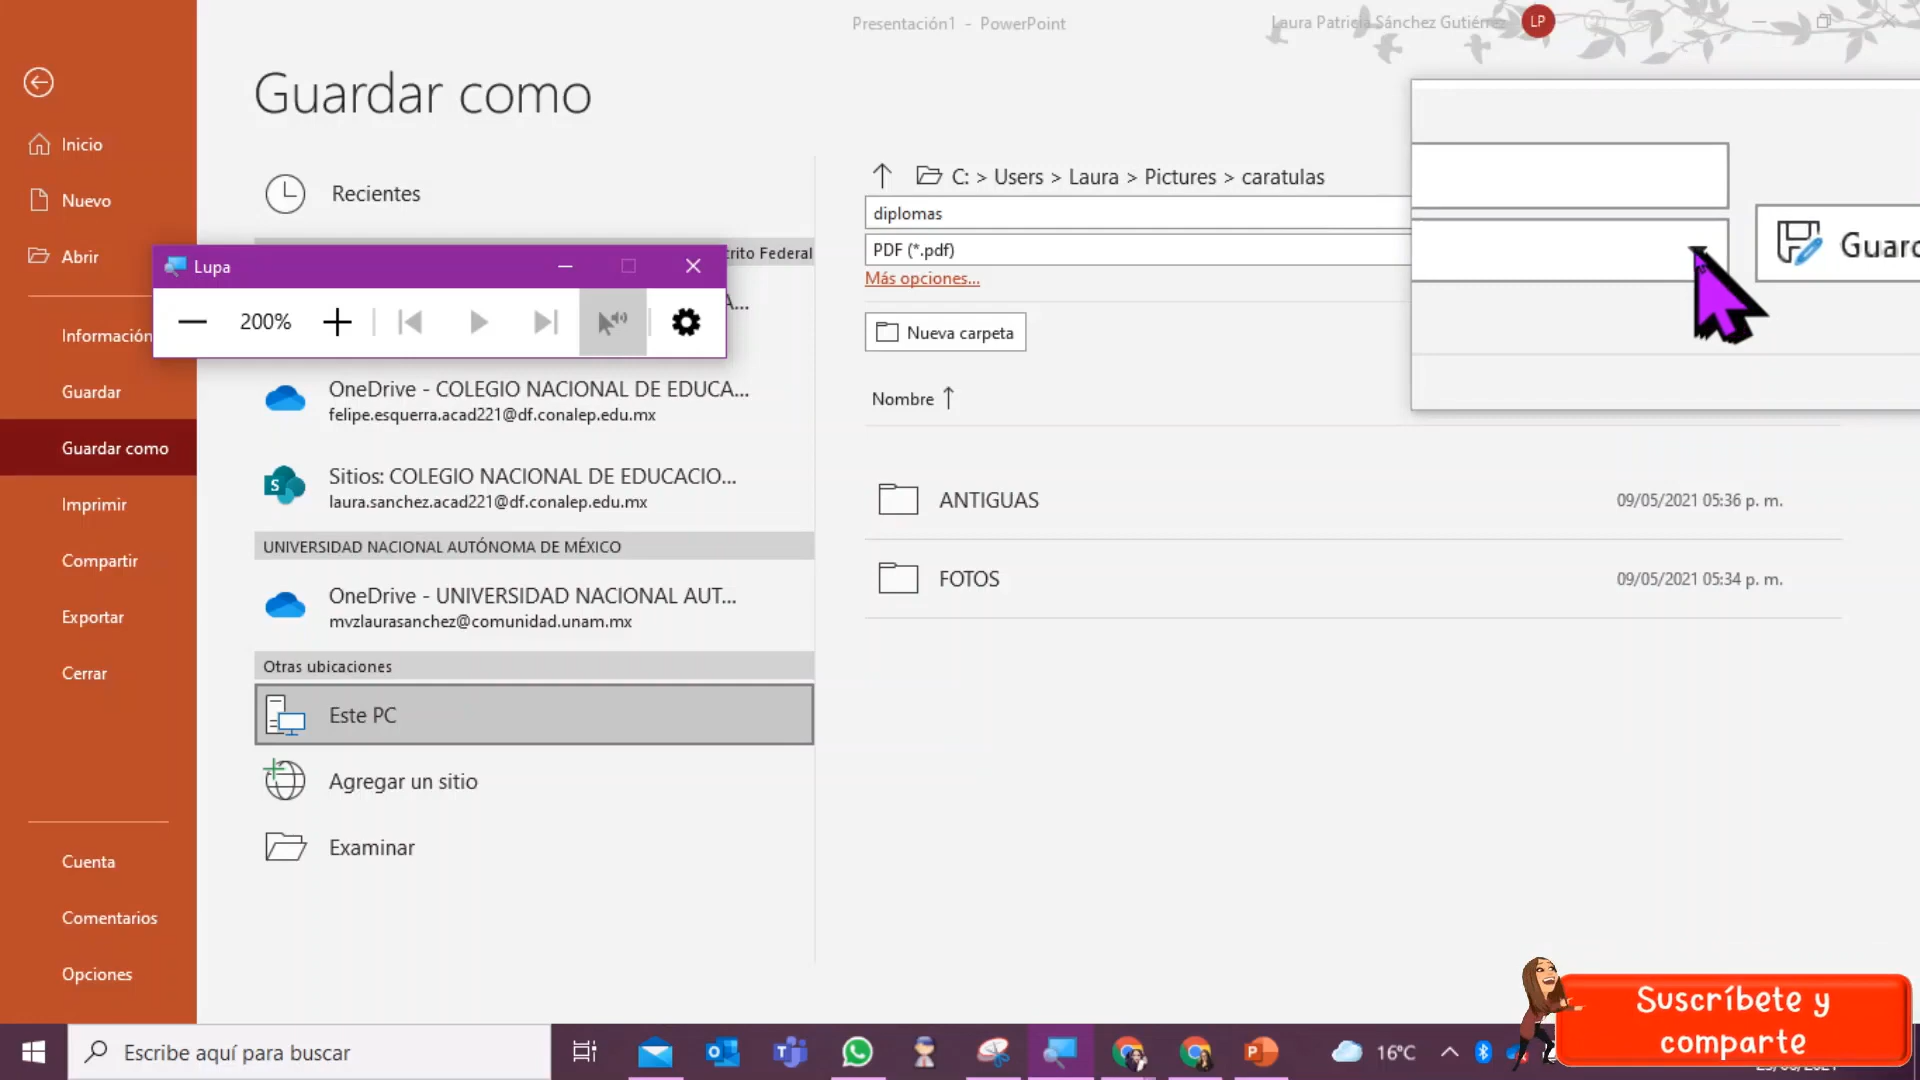 Presentación1 - PowerPoint
Laura Patricia Sánchez Gutiérrez
LP
Guardar como
Inicio
Nuevo
Abrir
Información
Guardar
Guardar como
Imprimir
Compartir
Exportar
Cerrar
Cuenta
Comentarios
Opciones
Recientes
trito Federal
Lupa
200%
A...
OneDrive - COLEGIO NACIONAL DE EDUCA...
felipe.esquerra.acad221@df.conalep.edu.mx
Sitios: COLEGIO NACIONAL DE EDUCACIO...
laura.sanchez.acad221@df.conalep.edu.mx
UNIVERSIDAD NACIONAL AUTÓNOMA DE MÉXICO
OneDrive - UNIVERSIDAD NACIONAL AUT...
mvzlaurasanchez@comunidad.unam.mx
Otras ubicaciones
Este PC
Agregar un sitio
Examinar
C: > Users > Laura > Pictures > caratulas
diplomas
PDF (*.pdf)
Más opciones...
Guard
Nueva carpeta
Nombre
ANTIGUAS 09/05/2021 05:36 p. m.
FOTOS 09/05/2021 05:34 p. m.
Suscríbete y
comparte
Escribe aquí para buscar
16°C